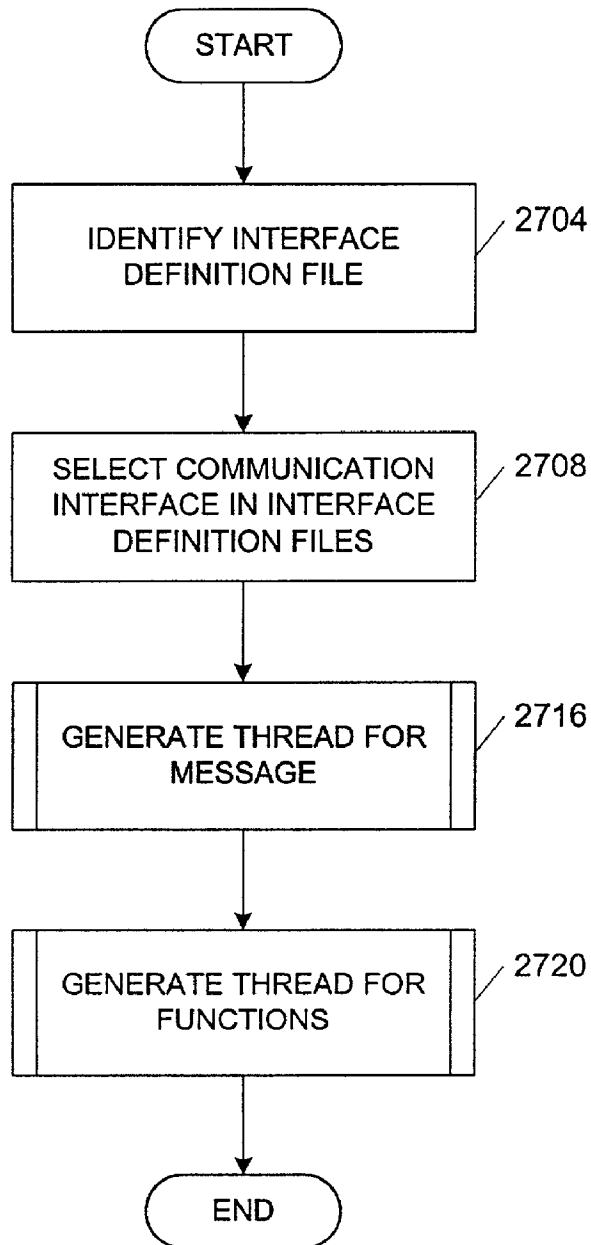 START
IDENTIFY INTERFACE
DEFINITION FILE
2704
SELECT COMMUNICATION
INTERFACE IN INTERFACE
DEFINITION FILES
2708
GENERATE THREAD FOR
MESSAGE
2716
GENERATE THREAD FOR
FUNCTIONS
2720
END